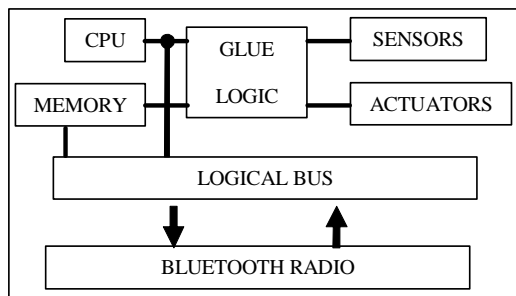 CPU
GLUE
LOGIC
SENSORS
MEMORY
ACTUATORS
LOGICAL BUS
BLUETOOTH RADIO